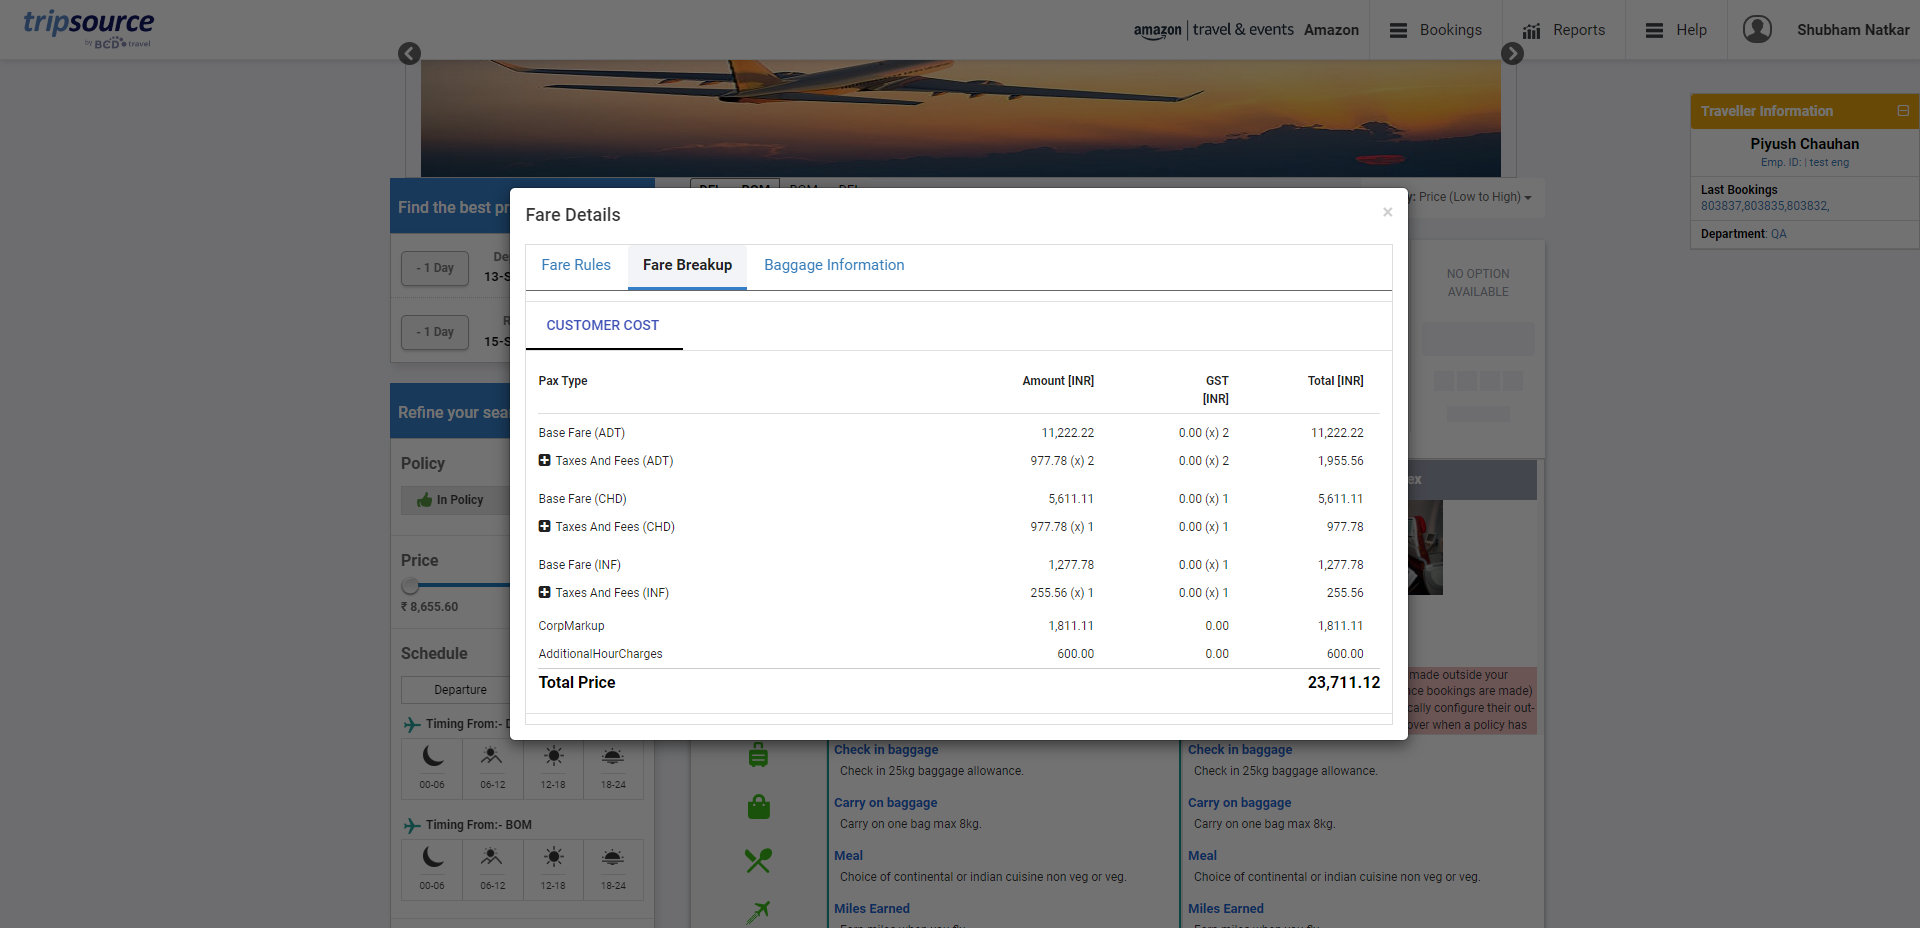 tripsource
by BCD travel
amazon | travel & events Amazon
Bookings
Reports
Help
Shubham Natkar
Traveller Information
Piyush Chauhan
Emp. ID: | test eng
Last Bookings
803837,803835,803832,
Department: QA
Find the best pr
Price (Low to High)
- 1 Day
De
13-S
- 1 Day
R
15-S
NO OPTION
AVAILABLE
Refine your sea
Policy
In Policy
Price
₹ 8,655.60
Schedule
Departure
Timing From:- D
00-06
06-12
12-18
18-24
Timing From:- BOM
00-06
06-12
12-18
18-24
Fare Details
×
Fare Rules
Fare Breakup
Baggage Information
CUSTOMER COST
Pax Type
Amount [INR]
GST
[INR]
Total [INR]
Base Fare (ADT) 11,222.22 0.00 (x) 2 11,222.22
Taxes And Fees (ADT) 977.78 (x) 2 0.00 (x) 2 1,955.56
Base Fare (CHD) 5,611.11 0.00 (x) 1 5,611.11
Taxes And Fees (CHD) 977.78 (x) 1 0.00 (x) 1 977.78
Base Fare (INF) 1,277.78 0.00 (x) 1 1,277.78
Taxes And Fees (INF) 255.56 (x) 1 0.00 (x) 1 255.56
CorpMarkup 1,811.11 0.00 1,811.11
AdditionalHourCharges 600.00 0.00 600.00
Total Price 23,711.12
ex
made outside your
nce bookings are made)
cally configure their out-
over when a policy has
Check in baggage
Check in 25kg baggage allowance.
Carry on baggage
Carry on one bag max 8kg.
Meal
Choice of continental or indian cuisine non veg or veg.
Miles Earned
Check in baggage
Check in 25kg baggage allowance.
Carry on baggage
Carry on one bag max 8kg.
Meal
Choice of continental or indian cuisine non veg or veg.
Miles Earned